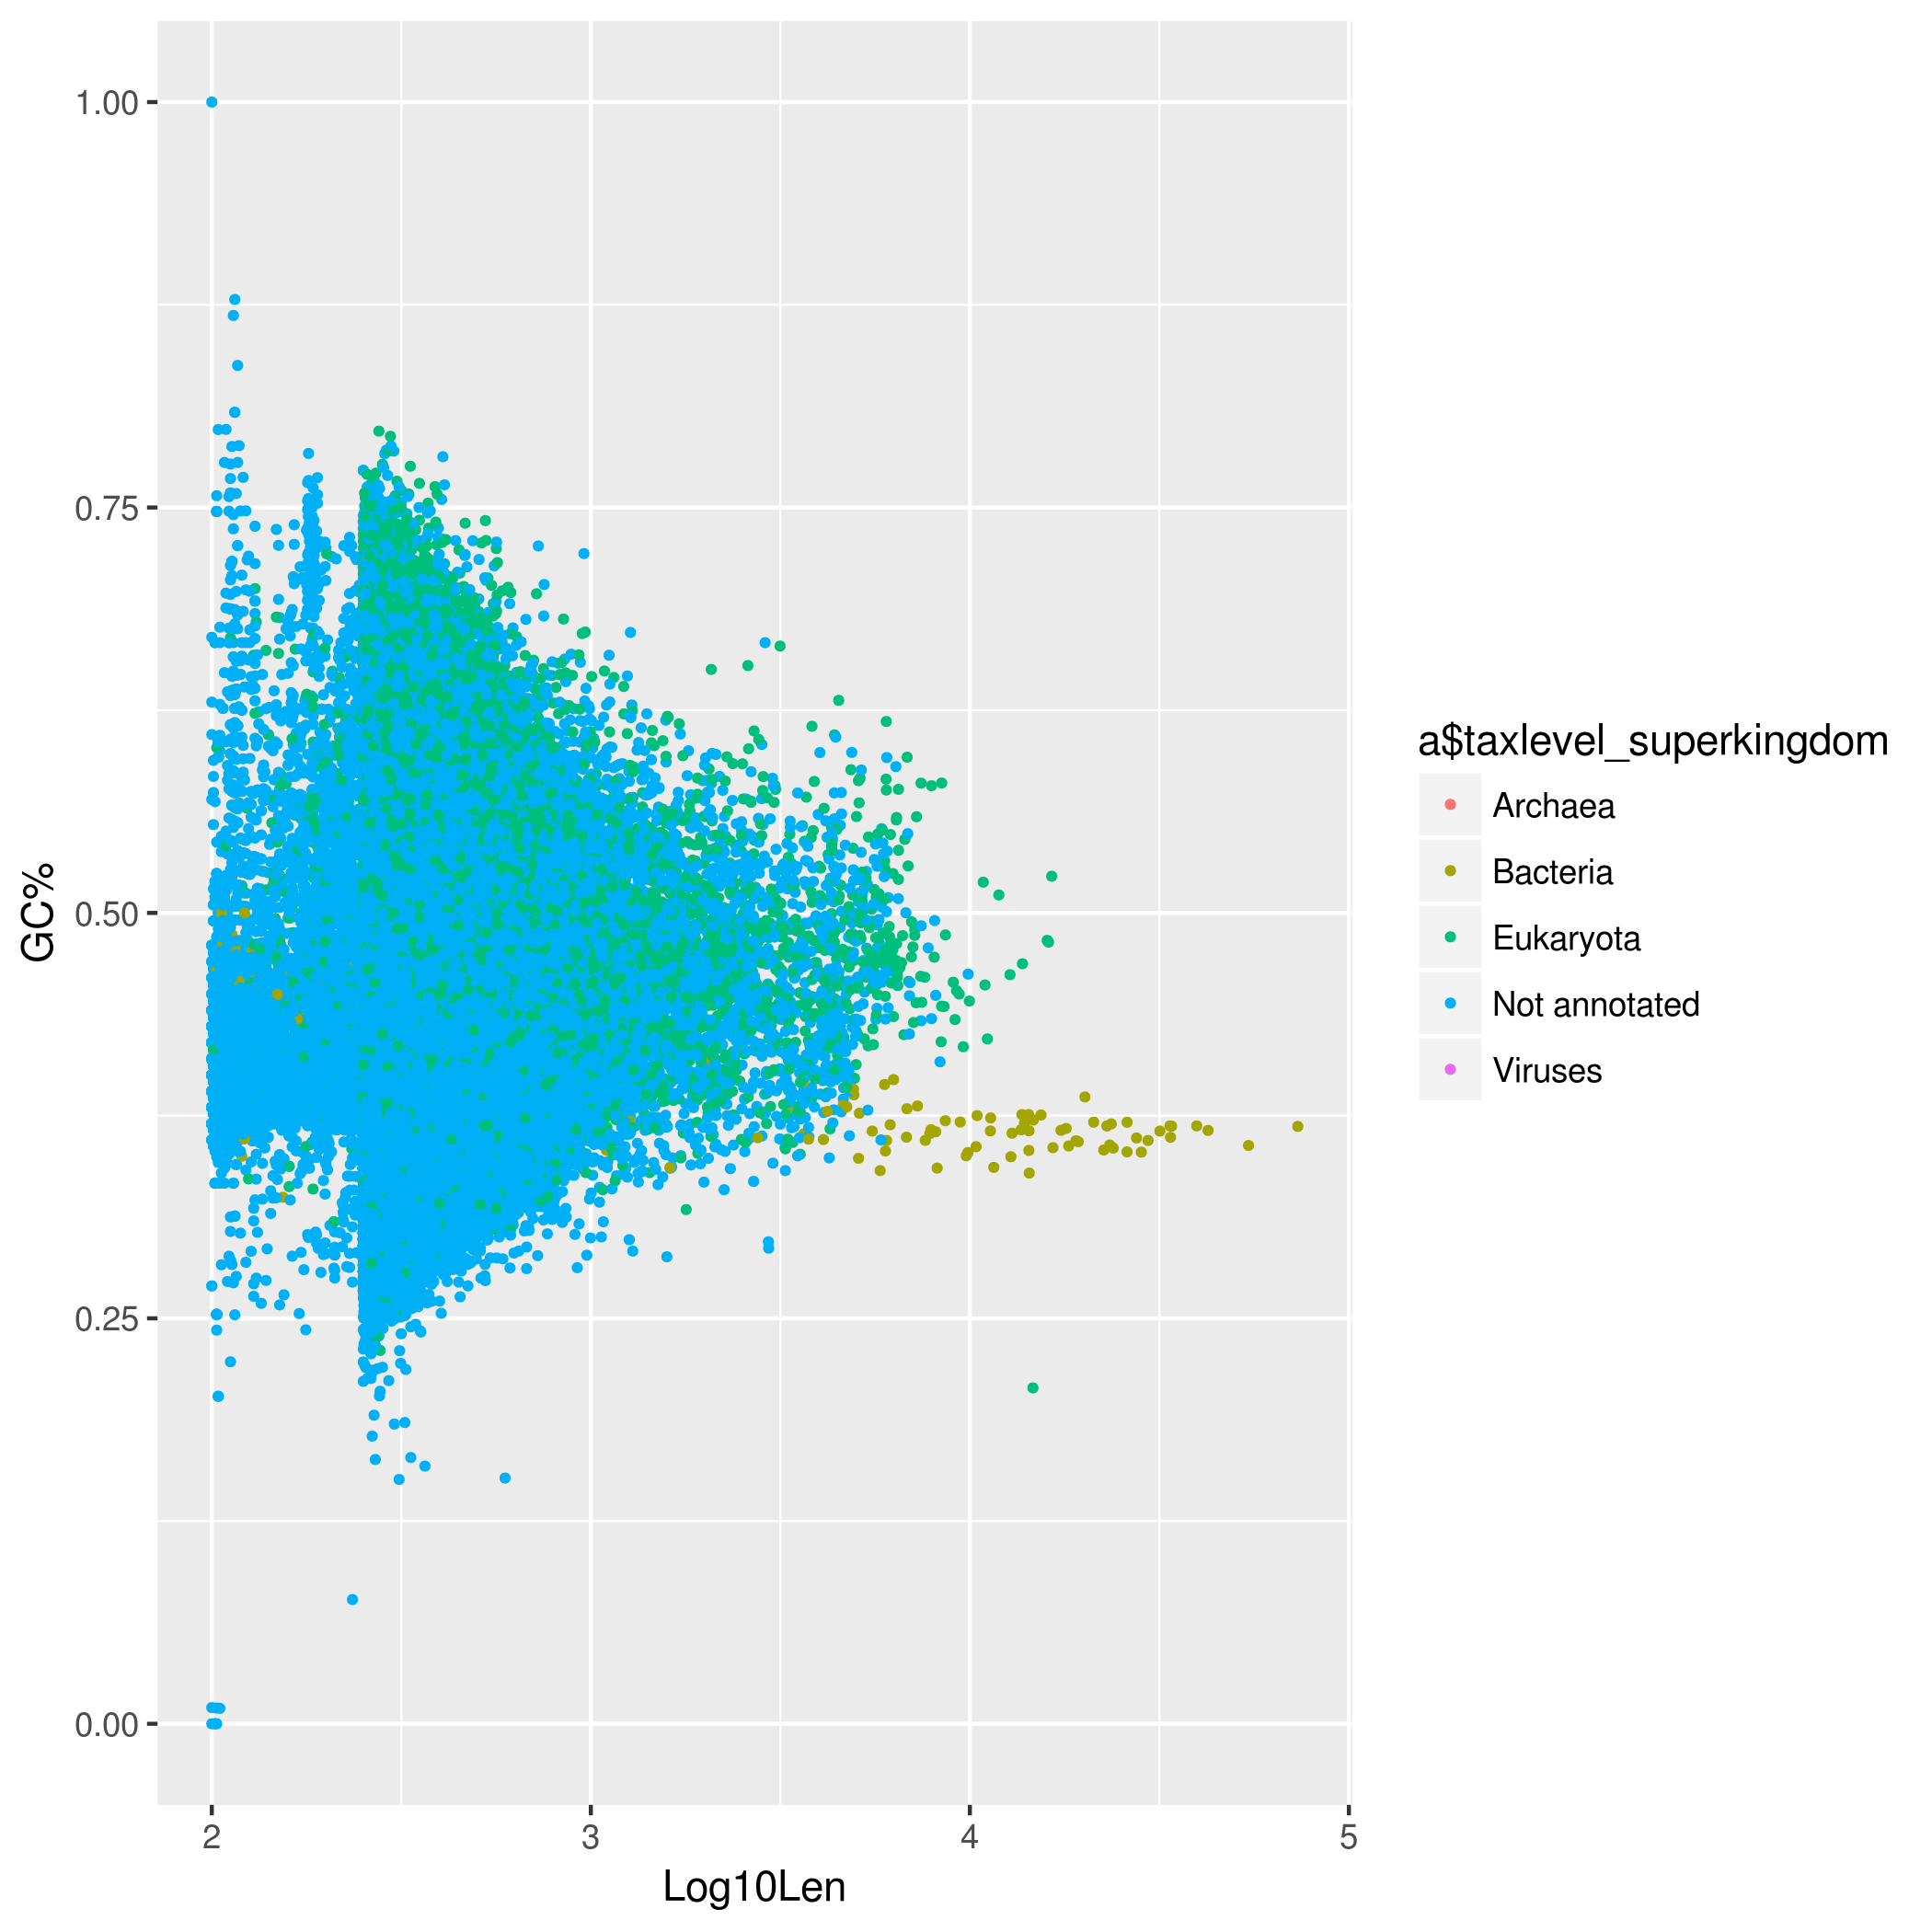 1.00
0.75
0.50
0.25
0.00
GC%
2
3
4
5
Log10Len
a$taxlevel_superkingdom
Archaea
Bacteria
Eukaryota
Not annotated
Viruses